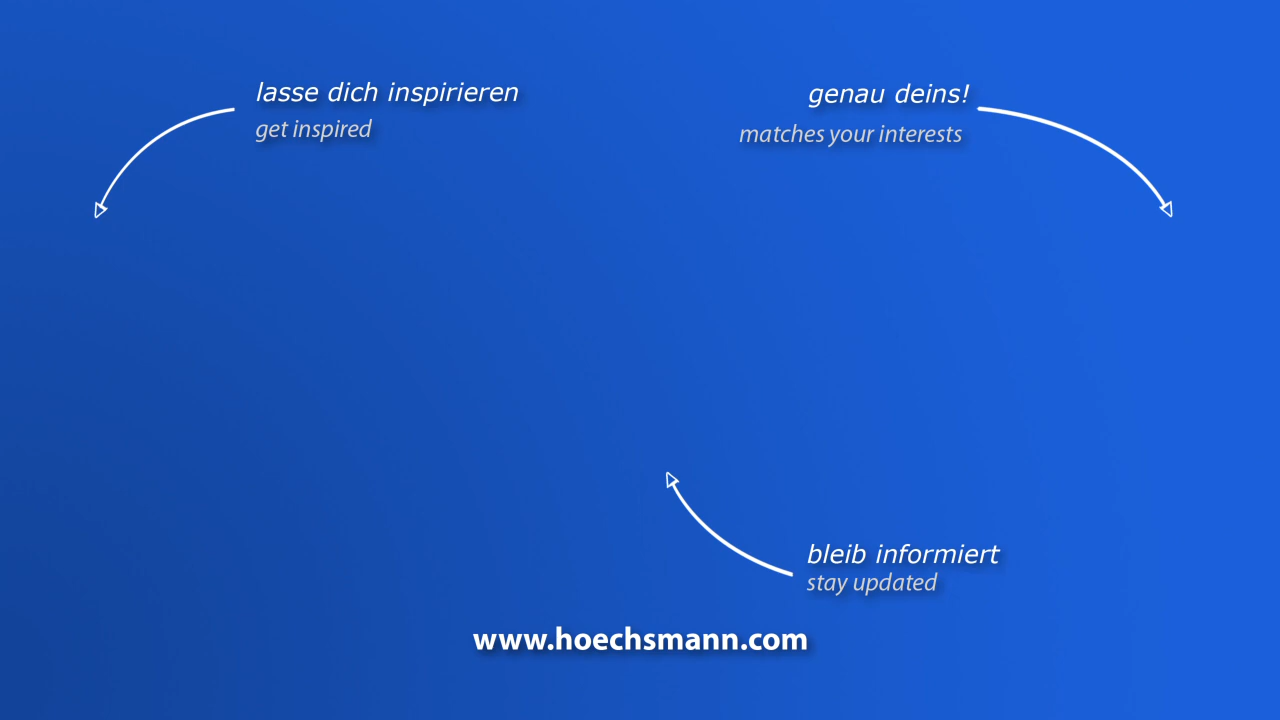 lasse dich inspirieren
get inspired
genau deins!
matches your interests
bleib informiert
stay updated
www.hoechsmann.com